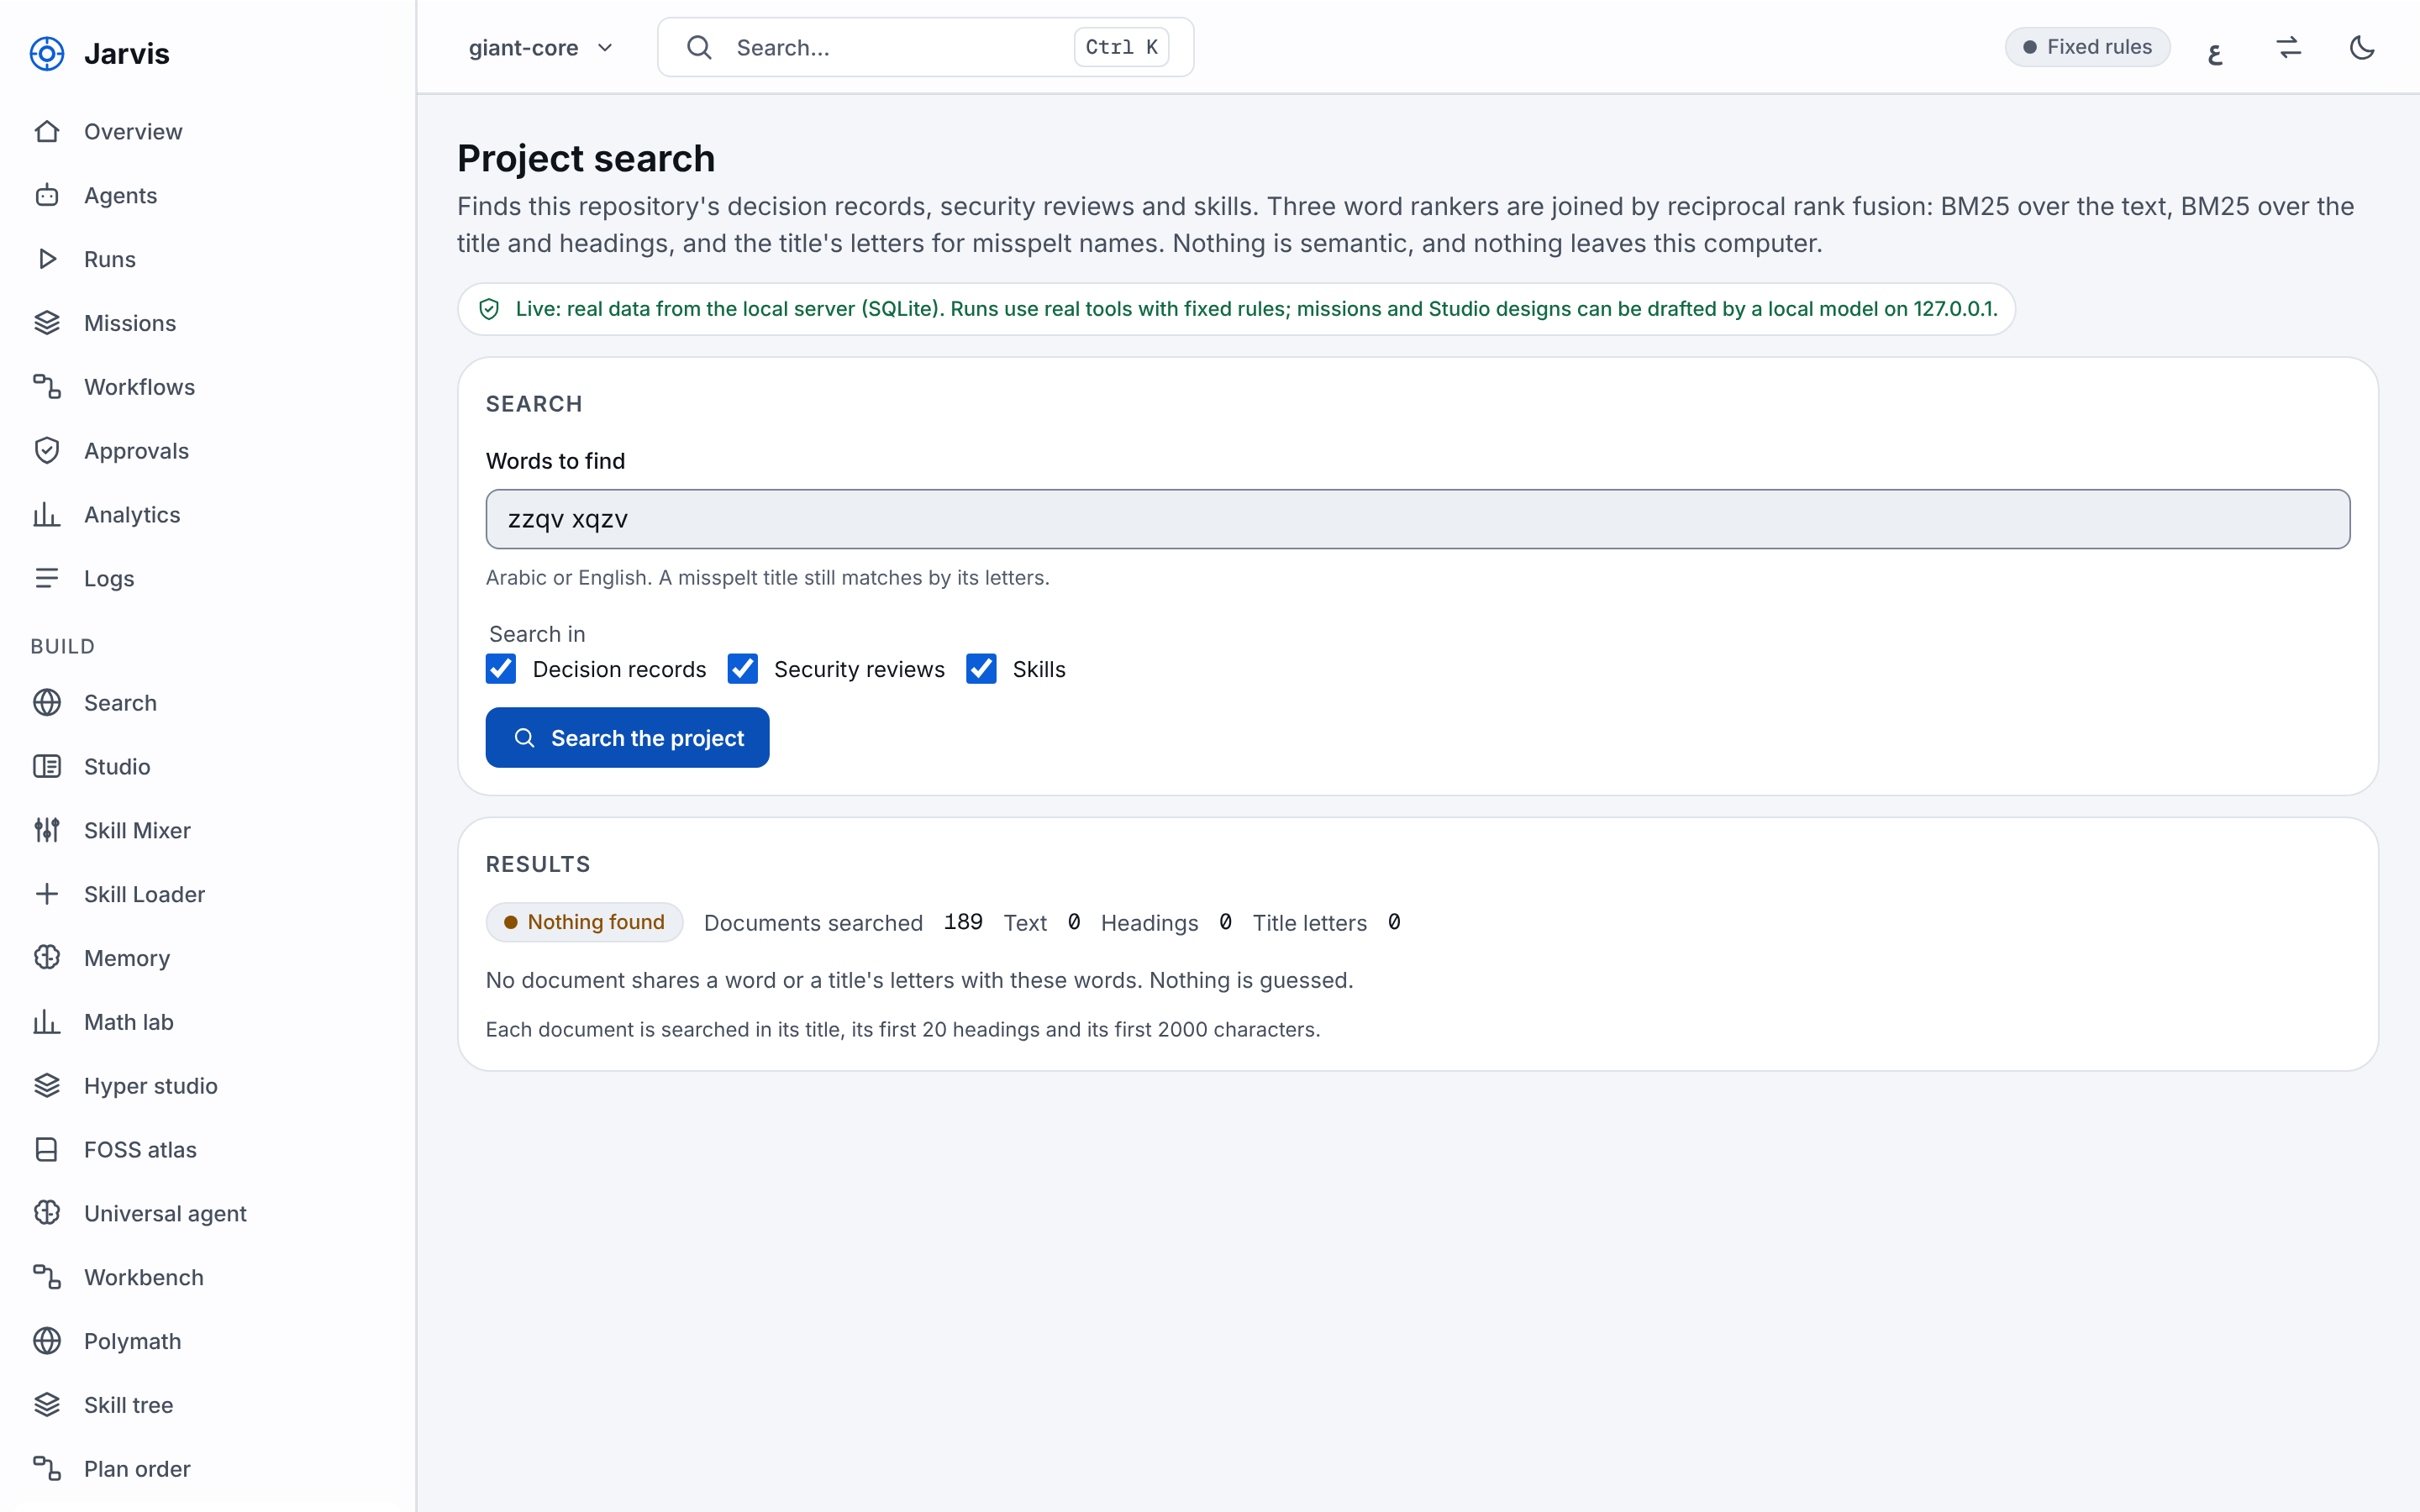 Jarvis
Overview
Agents
Runs
Missions
Workflows
Approvals
Analytics
Logs
BUILD
Search
Studio
Skill Mixer
Skill Loader
Memory
Math lab
Hyper studio
FOSS atlas
Universal agent
Workbench
Polymath
Skill tree
Plan order
giant-core
Search...
Ctrl K
Fixed rules
ع
Project search
Finds this repository's decision records, security reviews and skills. Three word rankers are joined by reciprocal rank fusion: BM25 over the text, BM25 over the
title and headings, and the title's letters for misspelt names. Nothing is semantic, and nothing leaves this computer.
Live: real data from the local server (SQLite). Runs use real tools with fixed rules; missions and Studio designs can be drafted by a local model on 127.0.0.1.
SEARCH
Words to find
zzqv xqzv
Arabic or English. A misspelt title still matches by its letters.
Search in
Decision records Security reviews Skills
Search the project
RESULTS
Nothing found Documents searched 189 Text 0 Headings 0 Title letters 0
No document shares a word or a title's letters with these words. Nothing is guessed.
Each document is searched in its title, its first 20 headings and its first 2000 characters.